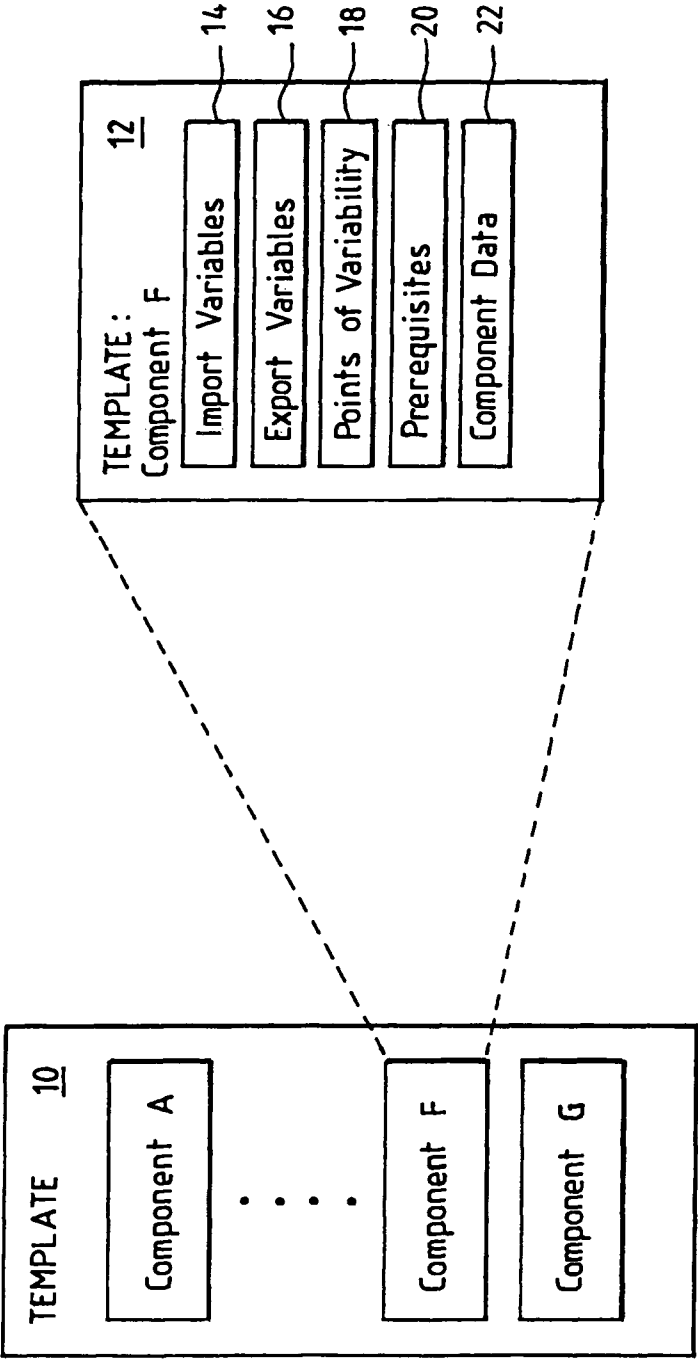 TEMPLATE 10
Component A
Component F
Component G
TEMPLATE: 12
Component F
Import Variables 14
Export Variables 16
Points of Variability 18
Prerequisites 20
Component Data 22